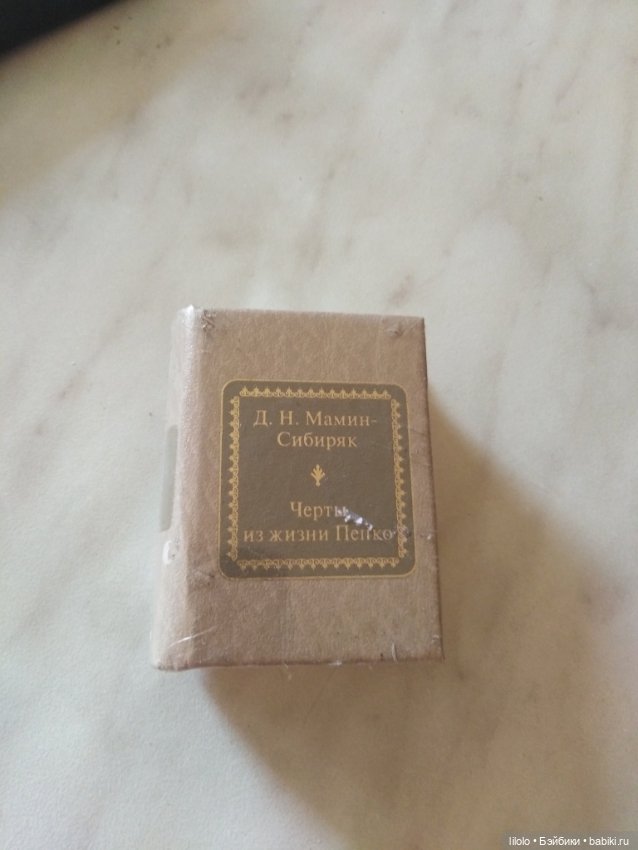 Д. Н. Мамин-
Сибиряк
Черты
из жизни Пепко
lilolo • Бэйбики • babiki.ru